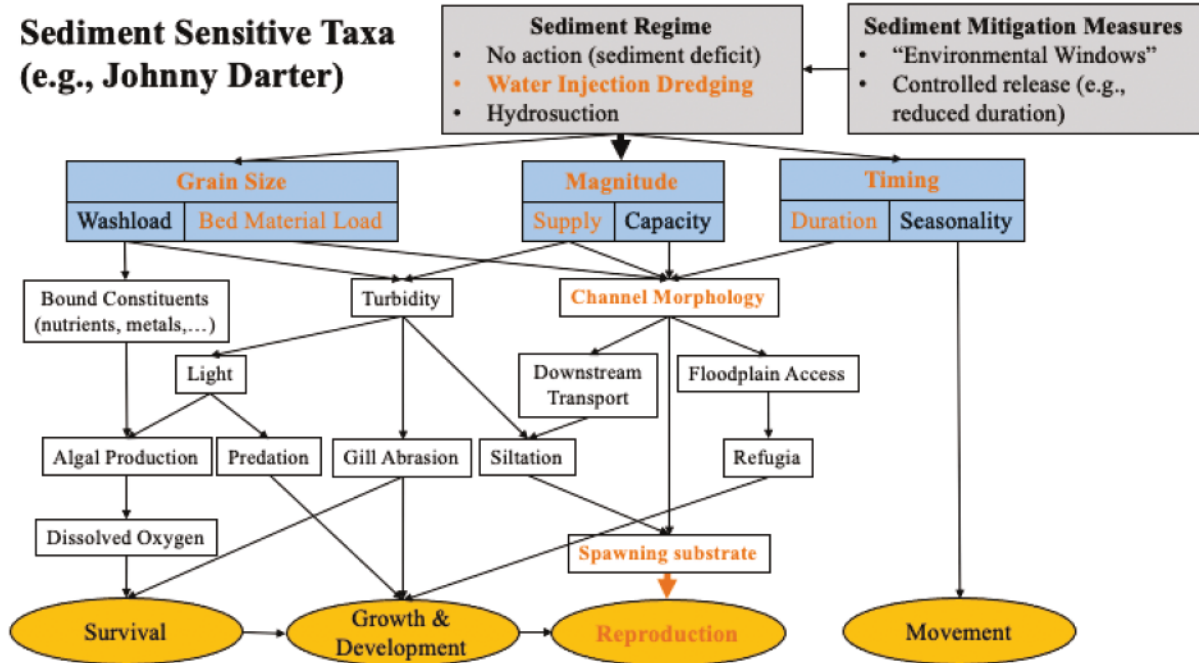 Sediment Sensitive Taxa
(e.g., Johnny Darter)
Sediment Regime
• No action (sediment deficit)
• Water Injection Dredging
• Hydrosuction
Sediment Mitigation Measures
• “Environmental Windows”
• Controlled release (e.g.,
reduced duration)
Grain Size
Washload
Bed Material Load
Magnitude
Supply
Capacity
Timing
Duration
Seasonality
Bound Constituents
(nutrients, metals,…)
Turbidity
Channel Morphology
Light
Downstream
Transport
Floodplain Access
Algal Production
Predation
Gill Abrasion
Siltation
Refugia
Dissolved Oxygen
Spawning substrate
Survival
Growth &
Development
Reproduction
Movement